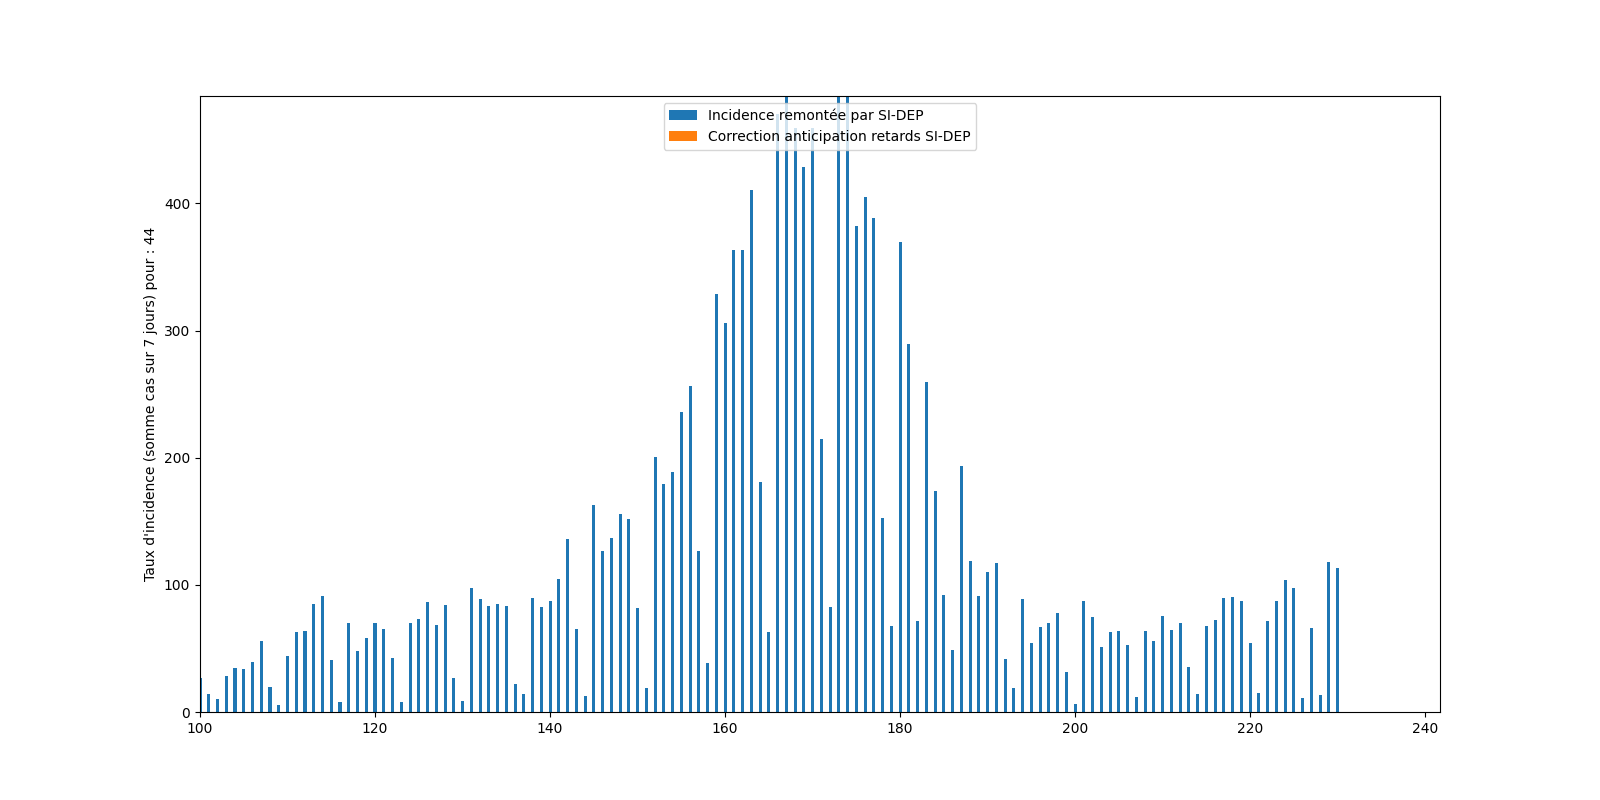 Incidence remontée par SI-DEP
Correction anticipation retards SI-DEP
Taux d'incidence (somme cas sur 7 jours) pour : 44
400
300
200
100
0
100 120 140 160 180 200 220 240